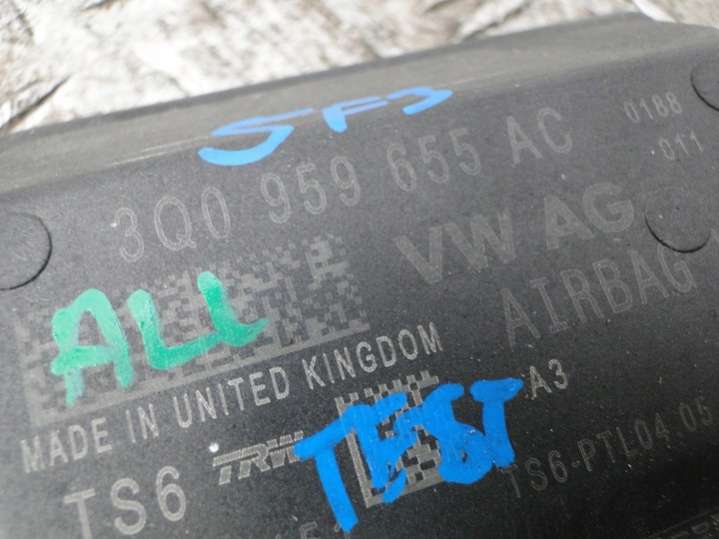 SF3
3Q0 959 655 AC
0188
011
VW AG
AIRBAG
ALL
MADE IN UNITED KINGDOM
A3
TS6
TRW
TEST
TS6-PTL04.05